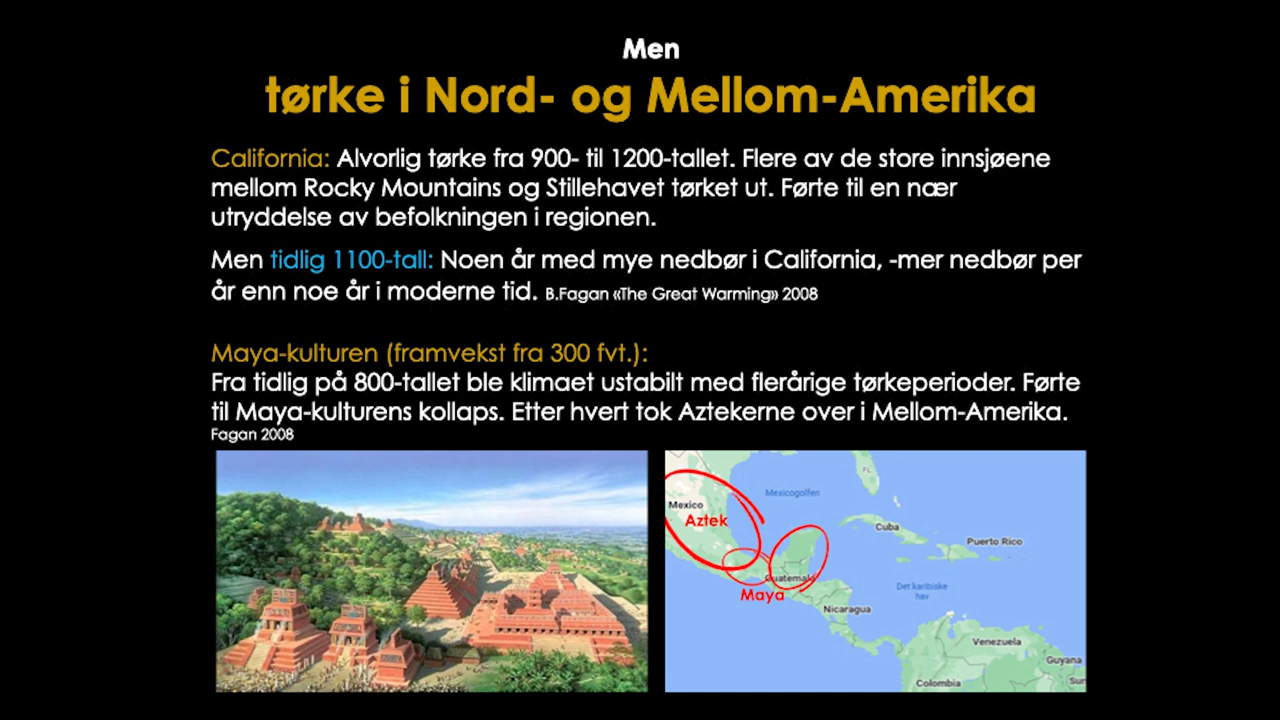 Men
tørke i Nord- og Mellom-Amerika
California: Alvorlig tørke fra 900- til 1200-tallet. Flere av de store innsjøene
mellom Rocky Mountains og Stillehavet tørket ut. Førte til en nær
utryddelse av befolkningen i regionen.
Men tidlig 1100-tall: Noen år med mye nedbør i California, -mer nedbør per
år enn noe år i moderne tid. B.Fagan «The Great Warming» 2008
Maya-kulturen (framvekst fra 300 fvt.):
Fra tidlig på 800-tallet ble klimaet ustabilt med flerårige tørkeperioder. Førte
til Maya-kulturens kollaps. Etter hvert tok Aztekerne over i Mellom-Amerika.
Fagan 2008
FL
Mexicogolfen
Mexico
Aztek
Cuba
Puerto Rico
Guatemala
Det karibiske
hav
Maya
Nicaragua
Venezuela
Guyana
Colombia
Sur